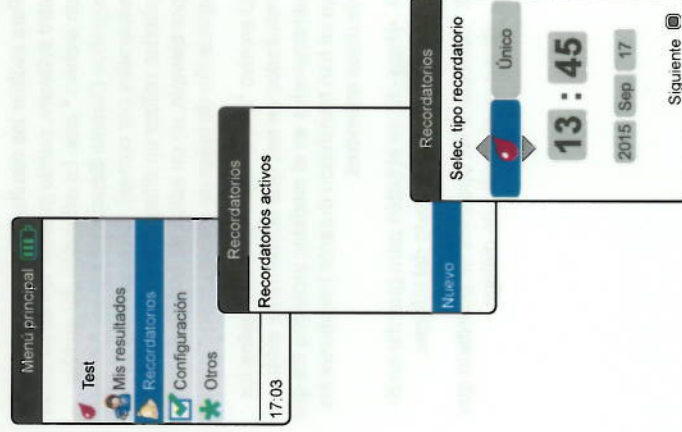 Menú principal
Test
Mis resultados
Recordatorios
Configuración
Otros
17:03
Recordatorios
Recordatorios activos
Nuevo
Recordatorios
Selec. tipo recordatorio
Único
13 : 45
2015 Sep 17
Siguiente